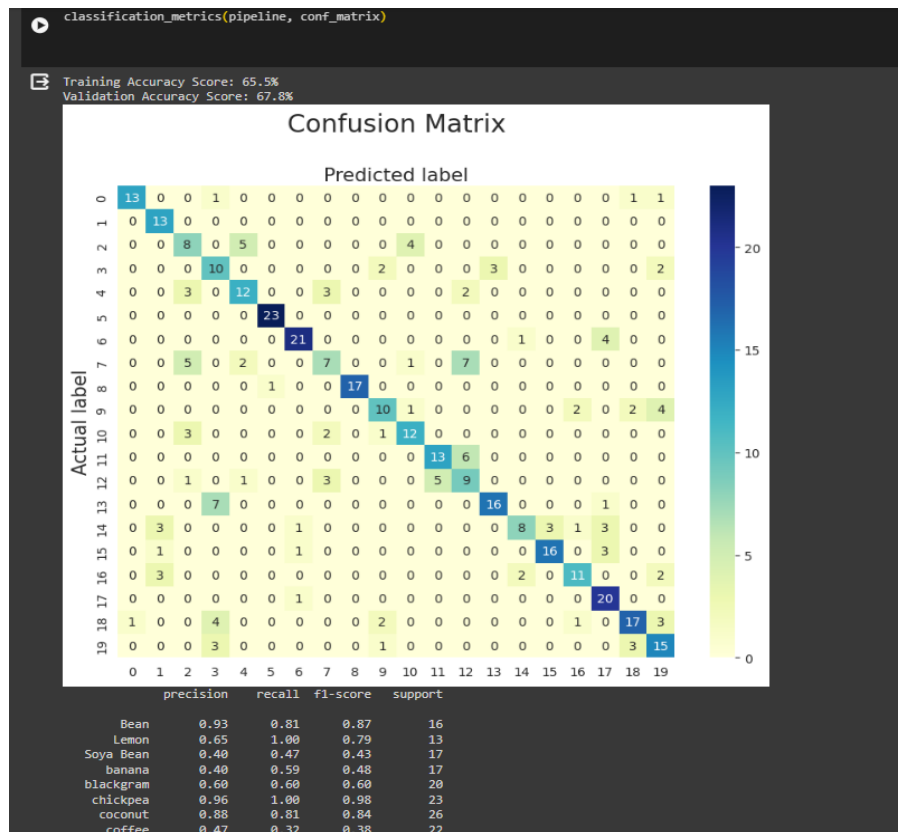 classification_metrics(pipeline, conf_matrix)
Training Accuracy Score: 65.5%
Validation Accuracy Score: 67.8%
Confusion Matrix
Predicted label
Actual label
0 13 0 0 1 0 0 0 0 0 0 0 0 0 0 0 0 0 0 1 1
1 0 13 0 0 0 0 0 0 0 0 0 0 0 0 0 0 0 0 0 0
2 0 0 8 0 5 0 0 0 0 0 4 0 0 0 0 0 0 0 0 0
3 0 0 0 10 0 0 0 0 0 2 0 0 0 3 0 0 0 0 0 2
4 0 0 3 0 12 0 0 3 0 0 0 0 2 0 0 0 0 0 0 0
5 0 0 0 0 0 23 0 0 0 0 0 0 0 0 0 0 0 0 0 0
6 0 0 0 0 0 0 21 0 0 0 0 0 0 0 1 0 0 4 0 0
7 0 0 5 0 2 0 0 7 0 0 1 0 7 0 0 0 0 0 0 0
8 0 0 0 0 0 1 0 0 17 0 0 0 0 0 0 0 0 0 0 0
9 0 0 0 0 0 0 0 0 0 10 1 0 0 0 0 0 2 0 2 4
10 0 0 3 0 0 0 0 2 0 1 12 0 0 0 0 0 0 0 0 0
11 0 0 0 0 0 0 0 0 0 0 0 13 6 0 0 0 0 0 0 0
12 0 0 1 0 1 0 0 3 0 0 0 5 9 0 0 0 0 0 0 0
13 0 0 0 7 0 0 0 0 0 0 0 0 0 16 0 0 0 1 0 0
14 0 3 0 0 0 0 1 0 0 0 0 0 0 0 8 3 1 3 0 0
15 0 1 0 0 0 0 1 0 0 0 0 0 0 0 0 16 0 3 0 0
16 0 3 0 0 0 0 0 0 0 0 0 0 0 0 2 0 11 0 0 2
17 0 0 0 0 0 0 1 0 0 0 0 0 0 0 0 0 0 20 0 0
18 1 0 0 4 0 0 0 0 0 2 0 0 0 0 0 0 1 0 17 3
19 0 0 0 3 0 0 0 0 0 1 0 0 0 0 0 0 0 0 3 15
0 1 2 3 4 5 6 7 8 9 10 11 12 13 14 15 16 17 18 19
20
15
10
5
0
precision recall f1-score support
Bean 0.93 0.81 0.87 16
Lemon 0.65 1.00 0.79 13
Soya Bean 0.40 0.47 0.43 17
banana 0.40 0.59 0.48 17
blackgram 0.60 0.60 0.60 20
chickpea 0.96 1.00 0.98 23
coconut 0.88 0.81 0.84 26
coffee 0.47 0.32 0.38 22